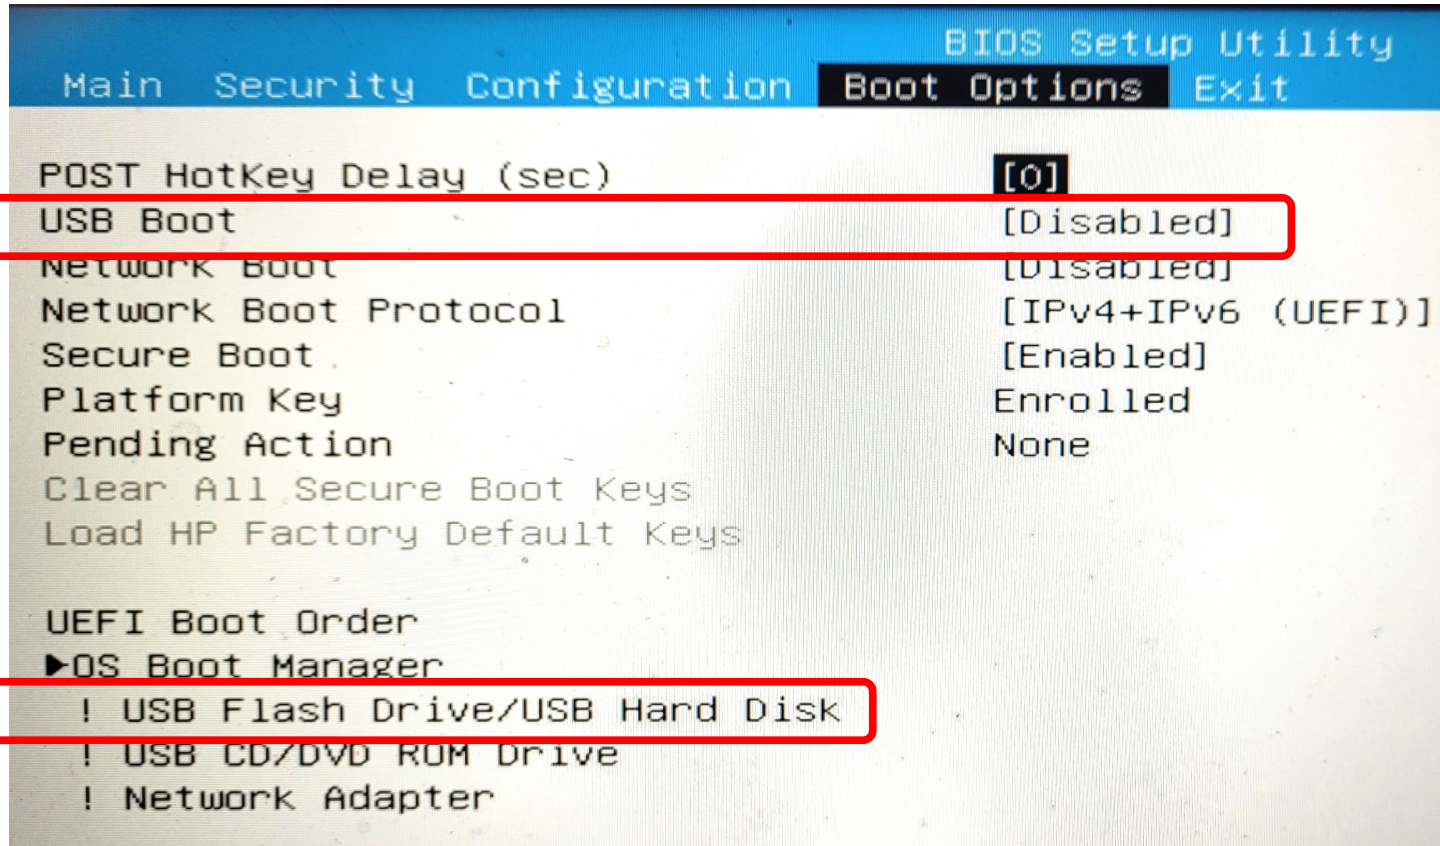 BIOS Setup Utility
Main Security Configuration Boot Options Exit
POST HotKey Delay (sec) [0]
USB Boot [Disabled]
Network Boot [Disabled]
Network Boot Protocol [IPv4+IPv6 (UEFI)]
Secure Boot [Enabled]
Platform Key Enrolled
Pending Action None
Clear All Secure Boot Keys
Load HP Factory Default Keys
UEFI Boot Order
▶OS Boot Manager
! USB Flash Drive/USB Hard Disk
! USB CD/DVD ROM Drive
! Network Adapter